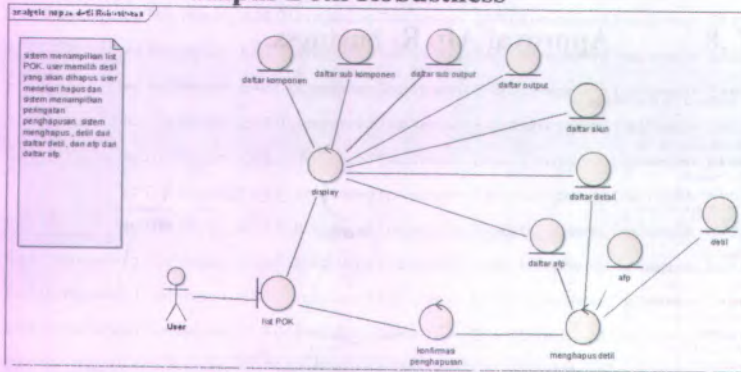 analysis hapus detil Robustness
sistem menampilkan list
POK. user memilih detil
yang akan dihapus. user
menekan hapus dan
sistem menampilkan
peringatan
penghapusan. sistem
menghapus, detil dari
daftar detil, dan afp dari
daftar afp.
daftar komponen
daftar sub komponen
daftar sub output
daftar output
daftar akun
display
daftar detail
daftar afp
afp
detil
User
list POK
konfirmasi
penghapusan
menghapus detil